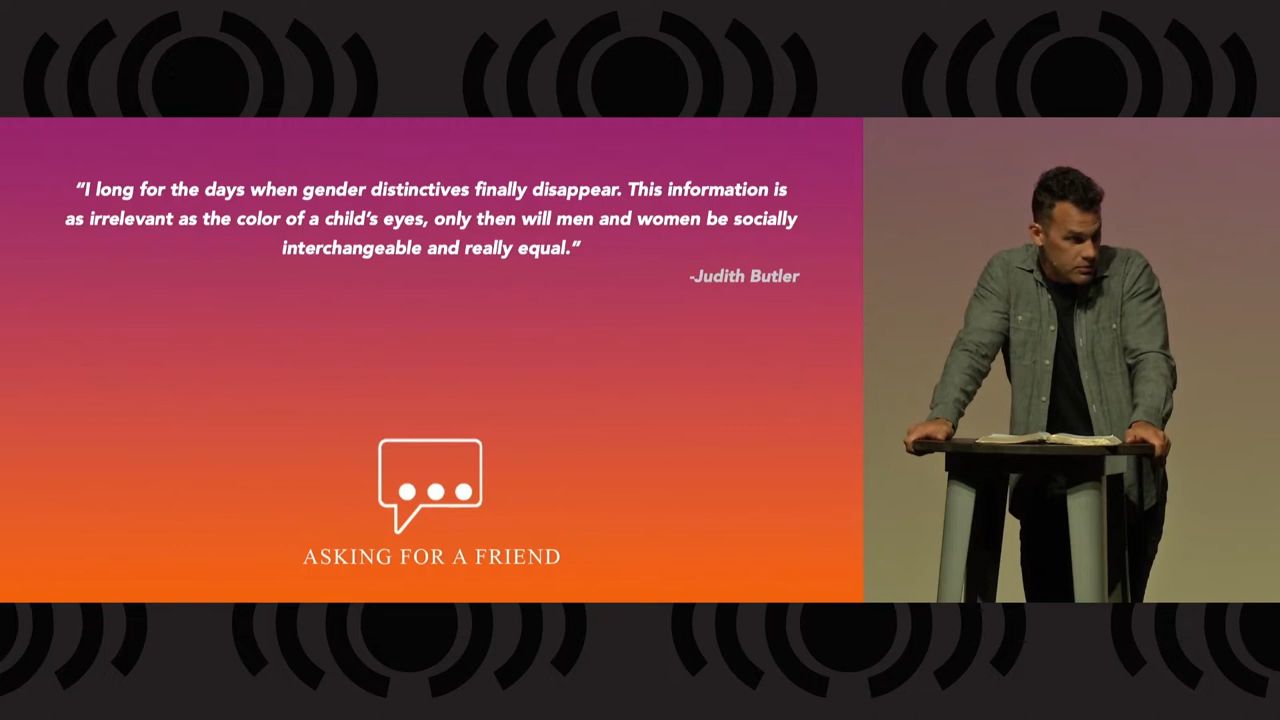 “I long for the days when gender distinctives finally disappear. This information is
as irrelevant as the color of a child’s eyes, only then will men and women be socially
interchangeable and really equal.”
-Judith Butler
ASKING FOR A FRIEND